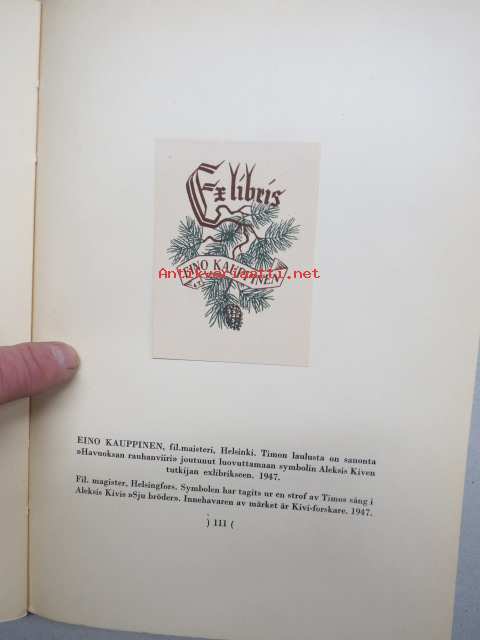 Ex libris
EINO KAUPPINEN
Antikvariaatti.net
EINO KAUPPINEN, fil.maisteri, Helsinki. Timon laulusta on sanonta
»Havuoksan rauhanviiri» joutunut luovuttamaan symbolin Aleksis Kiven
tutkijan exlibrikseen. 1947.
Fil. magister, Helsingfors. Symbolen har tagits ur en strof av Timos sång i
Aleksis Kivis »Sju bröder». Innehavaren av märket är Kivi-forskare. 1947.
) 111 (